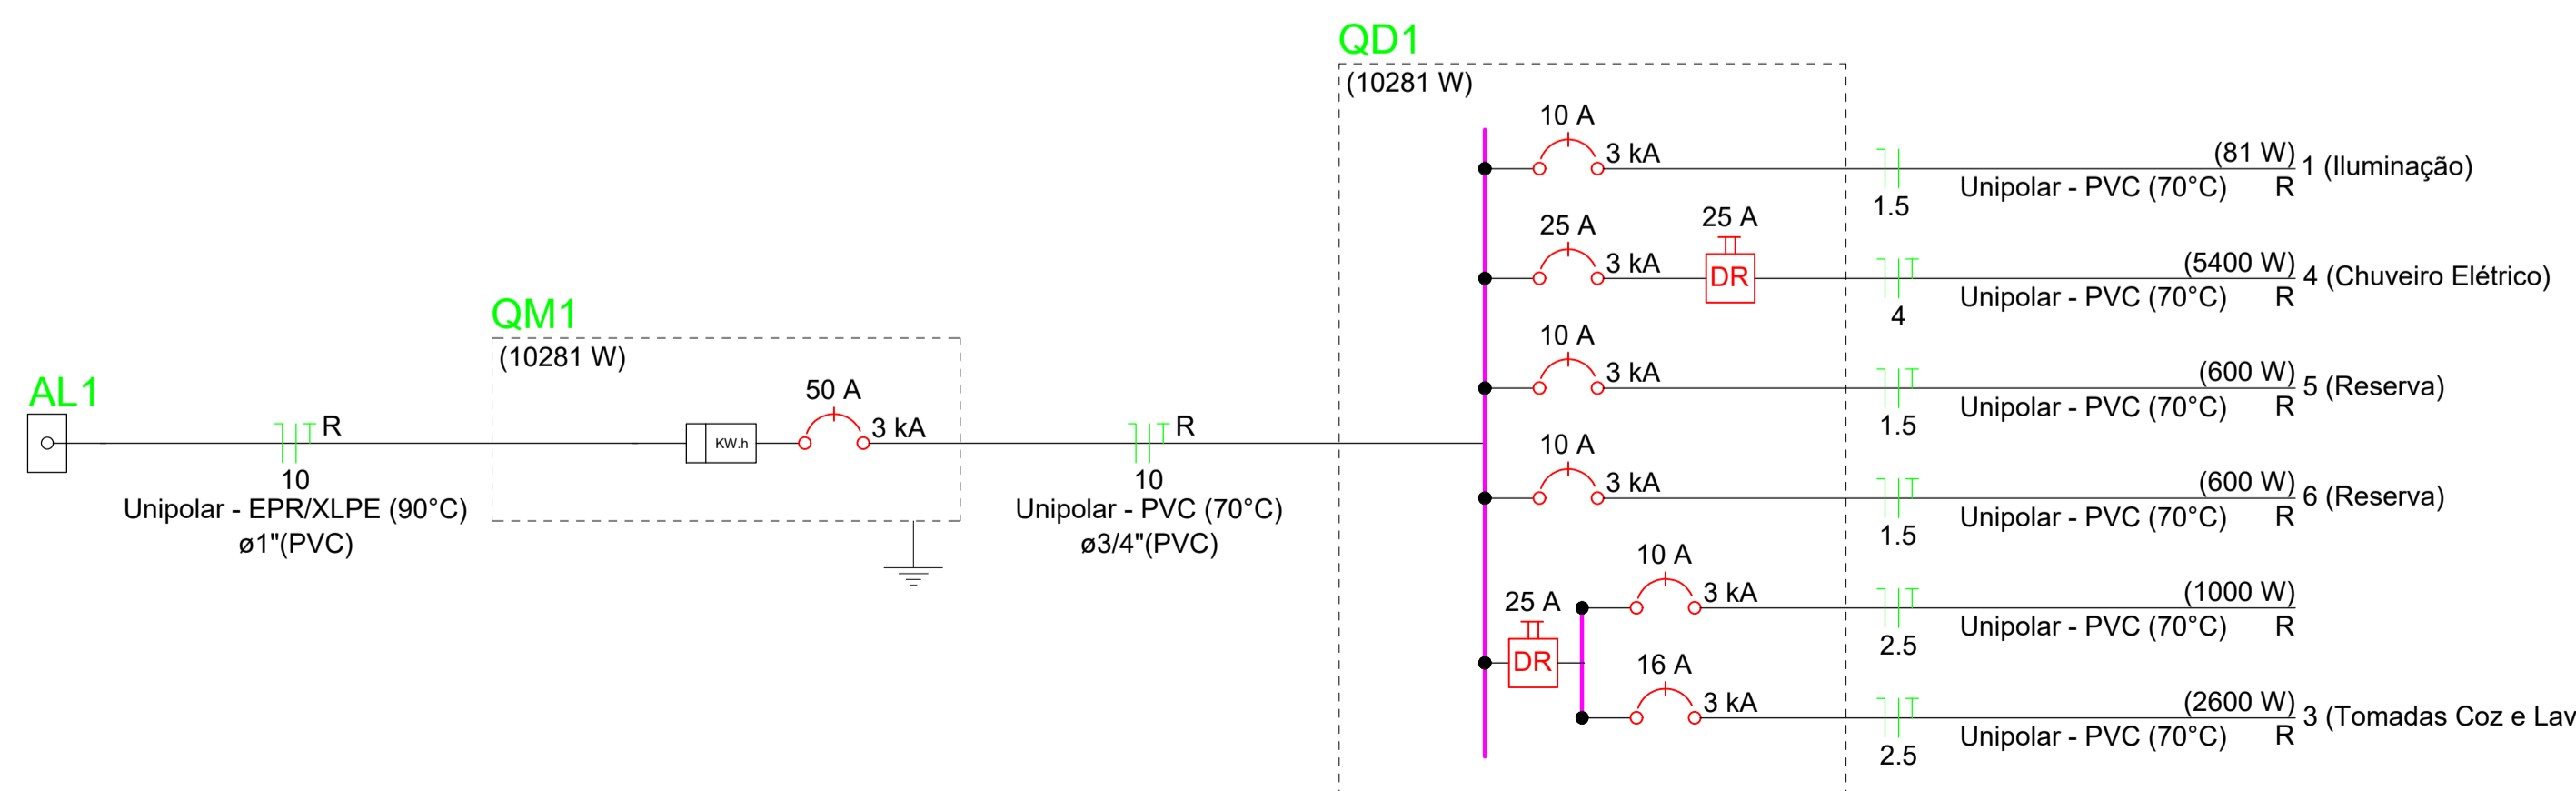 AL1
R
10
Unipolar - EPR/XLPE (90°C)
ø1"(PVC)
QM1
(10281 W)
KW.h
50 A
3 kA
R
10
Unipolar - PVC (70°C)
ø3/4"(PVC)
QD1
(10281 W)
10 A
3 kA
1.5
(81 W)
Unipolar - PVC (70°C) R
1 (Iluminação)
25 A
3 kA
25 A
DR
4
(5400 W)
Unipolar - PVC (70°C) R
4 (Chuveiro Elétrico)
10 A
3 kA
1.5
(600 W)
Unipolar - PVC (70°C) R
5 (Reserva)
10 A
3 kA
1.5
(600 W)
Unipolar - PVC (70°C) R
6 (Reserva)
25 A
DR
10 A
3 kA
2.5
(1000 W)
Unipolar - PVC (70°C) R
16 A
3 kA
2.5
(2600 W)
Unipolar - PVC (70°C) R
3 (Tomadas Coz e Lav